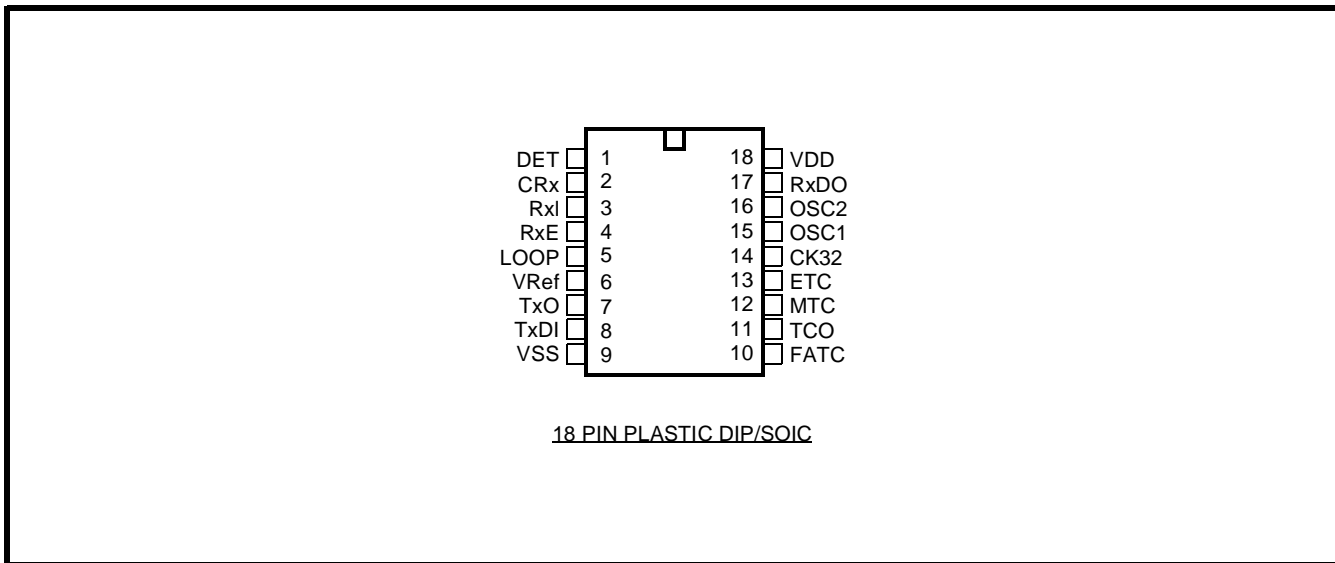 DET 1 18 VDD
CRx 2 17 RxDO
RxI 3 16 OSC2
RxE 4 15 OSC1
LOOP 5 14 CK32
VRef 6 13 ETC
TxO 7 12 MTC
TxDI 8 11 TCO
VSS 9 10 FATC
18 PIN PLASTIC DIP/SOIC